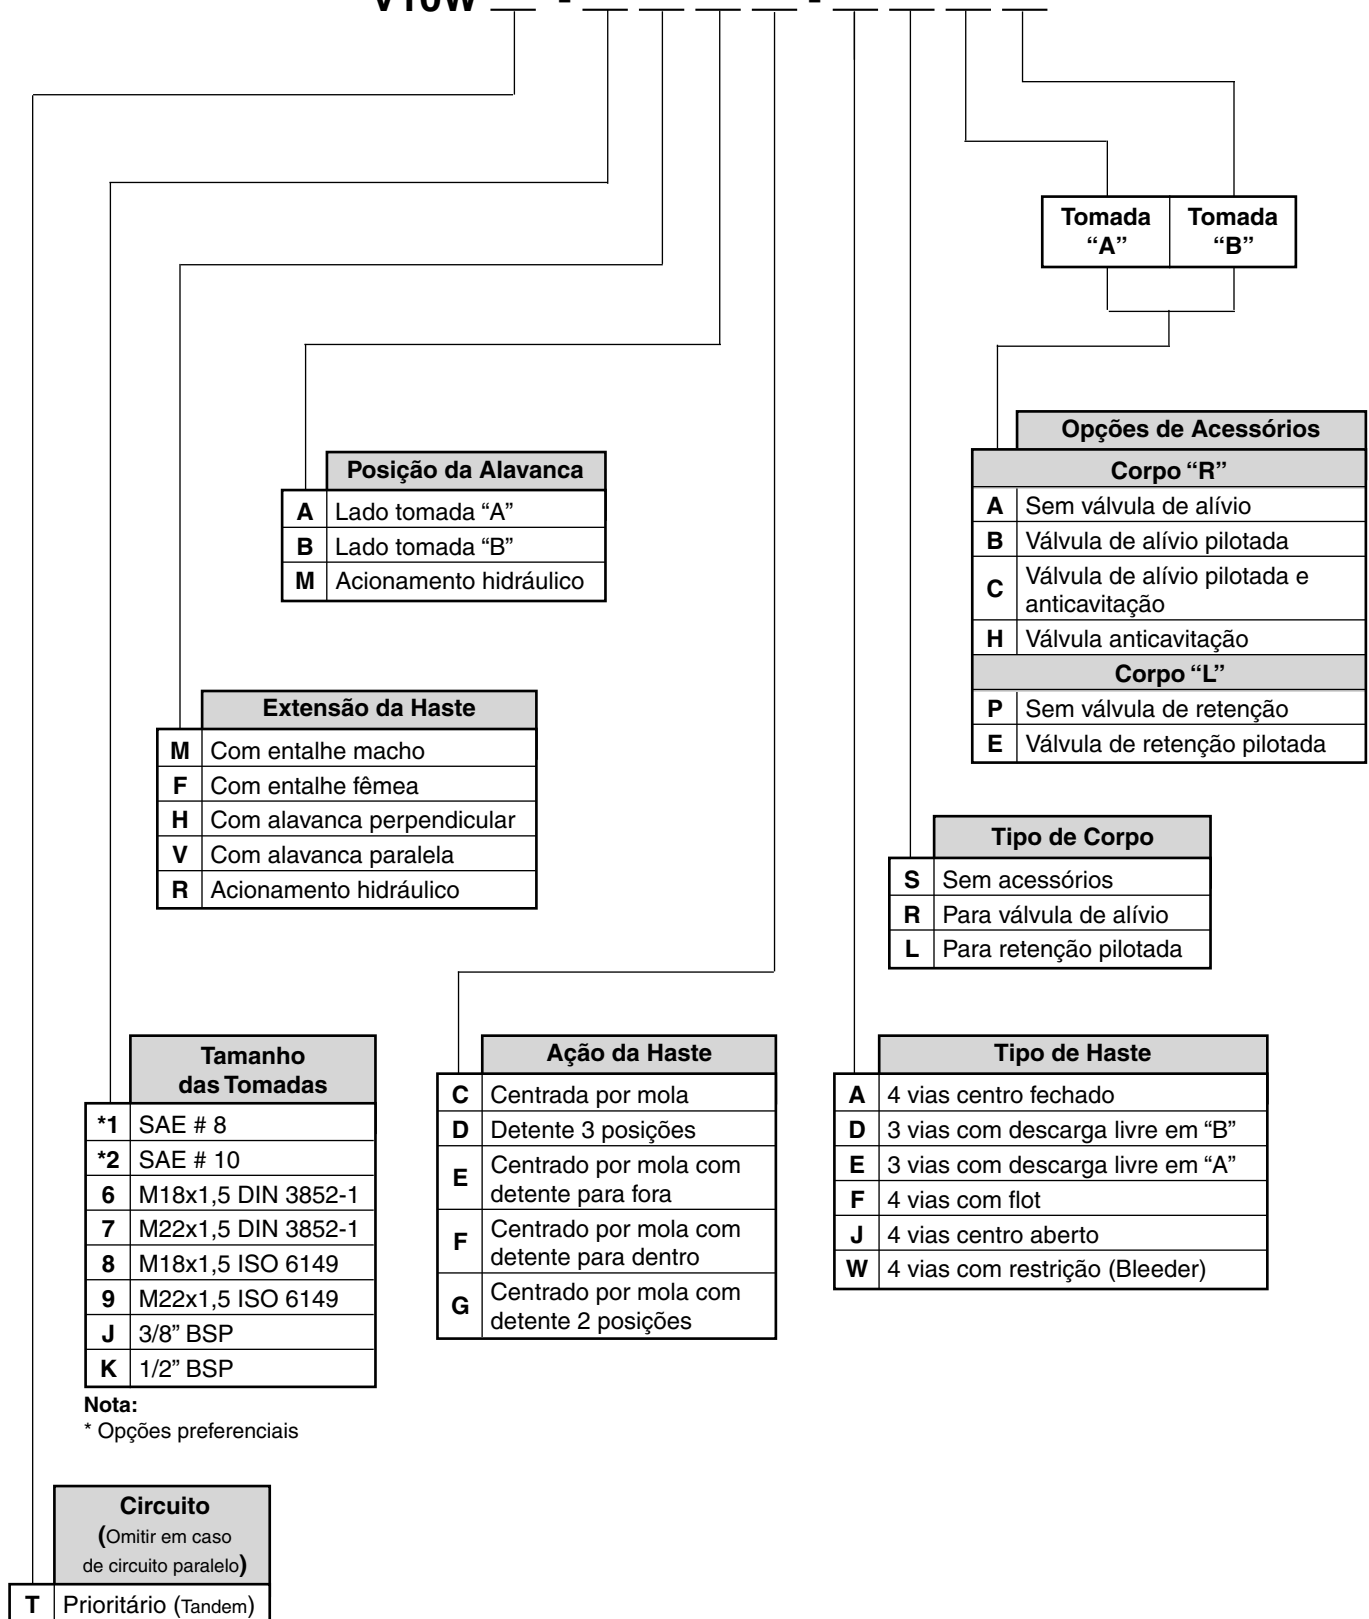 V10W __ - __ __ __ __ - __ __ __ __
Tomada “A”
Tomada “B”
Opções de Acessórios
Corpo “R”
A Sem válvula de alívio
B Válvula de alívio pilotada
C Válvula de alívio pilotada e
anticavitação
H Válvula anticavitação
Corpo “L”
P Sem válvula de retenção
E Válvula de retenção pilotada
Posição da Alavanca
A Lado tomada “A”
B Lado tomada “B”
M Acionamento hidráulico
Extensão da Haste
M Com entalhe macho
F Com entalhe fêmea
H Com alavanca perpendicular
V Com alavanca paralela
R Acionamento hidráulico
Tipo de Corpo
S Sem acessórios
R Para válvula de alívio
L Para retenção pilotada
Tamanho
das Tomadas
*1 SAE # 8
*2 SAE # 10
6 M18x1,5 DIN 3852-1
7 M22x1,5 DIN 3852-1
8 M18x1,5 ISO 6149
9 M22x1,5 ISO 6149
J 3/8” BSP
K 1/2” BSP
Nota:
* Opções preferenciais
Ação da Haste
C Centrada por mola
D Detente 3 posições
E Centrado por mola com
detente para fora
F Centrado por mola com
detente para dentro
G Centrado por mola com
detente 2 posições
Tipo de Haste
A 4 vias centro fechado
D 3 vias com descarga livre em “B”
E 3 vias com descarga livre em “A”
F 4 vias com flot
J 4 vias centro aberto
W 4 vias com restrição (Bleeder)
Circuito
(Omitir em caso
de circuito paralelo)
T Prioritário (Tandem)